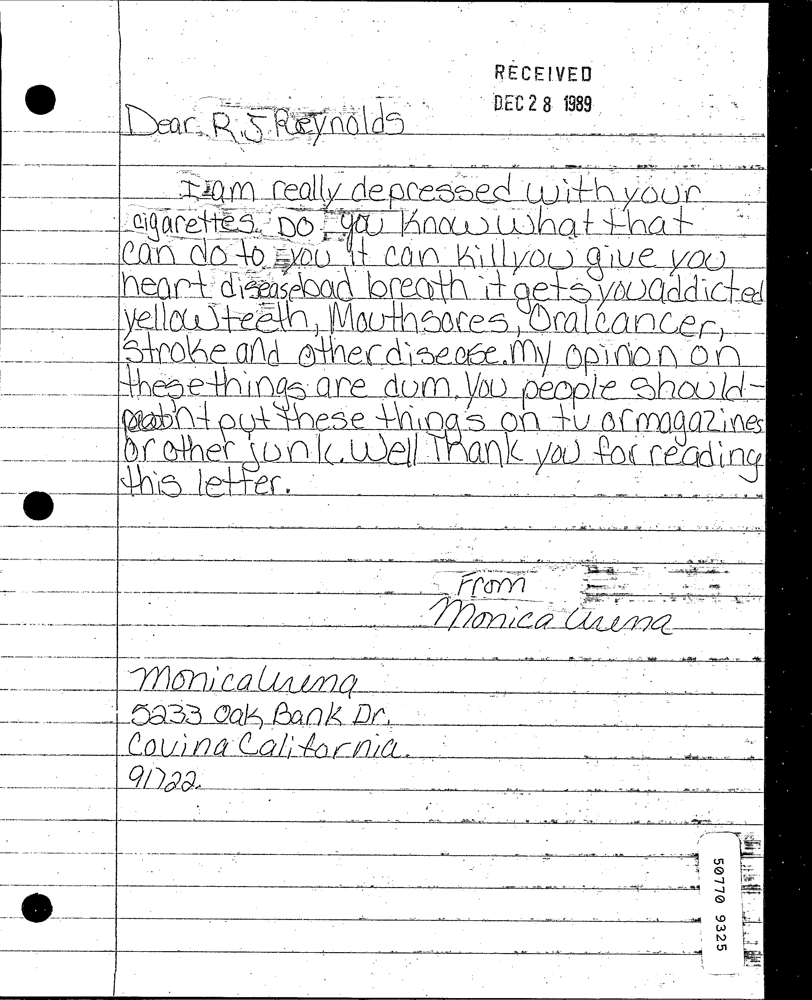 RECEIVED
DEC 28 1989
Dear R.J Reynolds
I am really depressed with your
cigarettes. Do you know what that
can do to you it can kill you give you
heart disease bad breath it gets you addicted
yellow teeth, Mouth sores, Oral cancer,
stroke and other disease. My opinion on
these things are dum. You people should-
n't put these things on tv or magazines
or other junk. Well Thank you for reading
this letter.
From
Monica Urena
Monica Urena
5233 Oak Bank Dr.
Covina California.
91722.
50770 9325